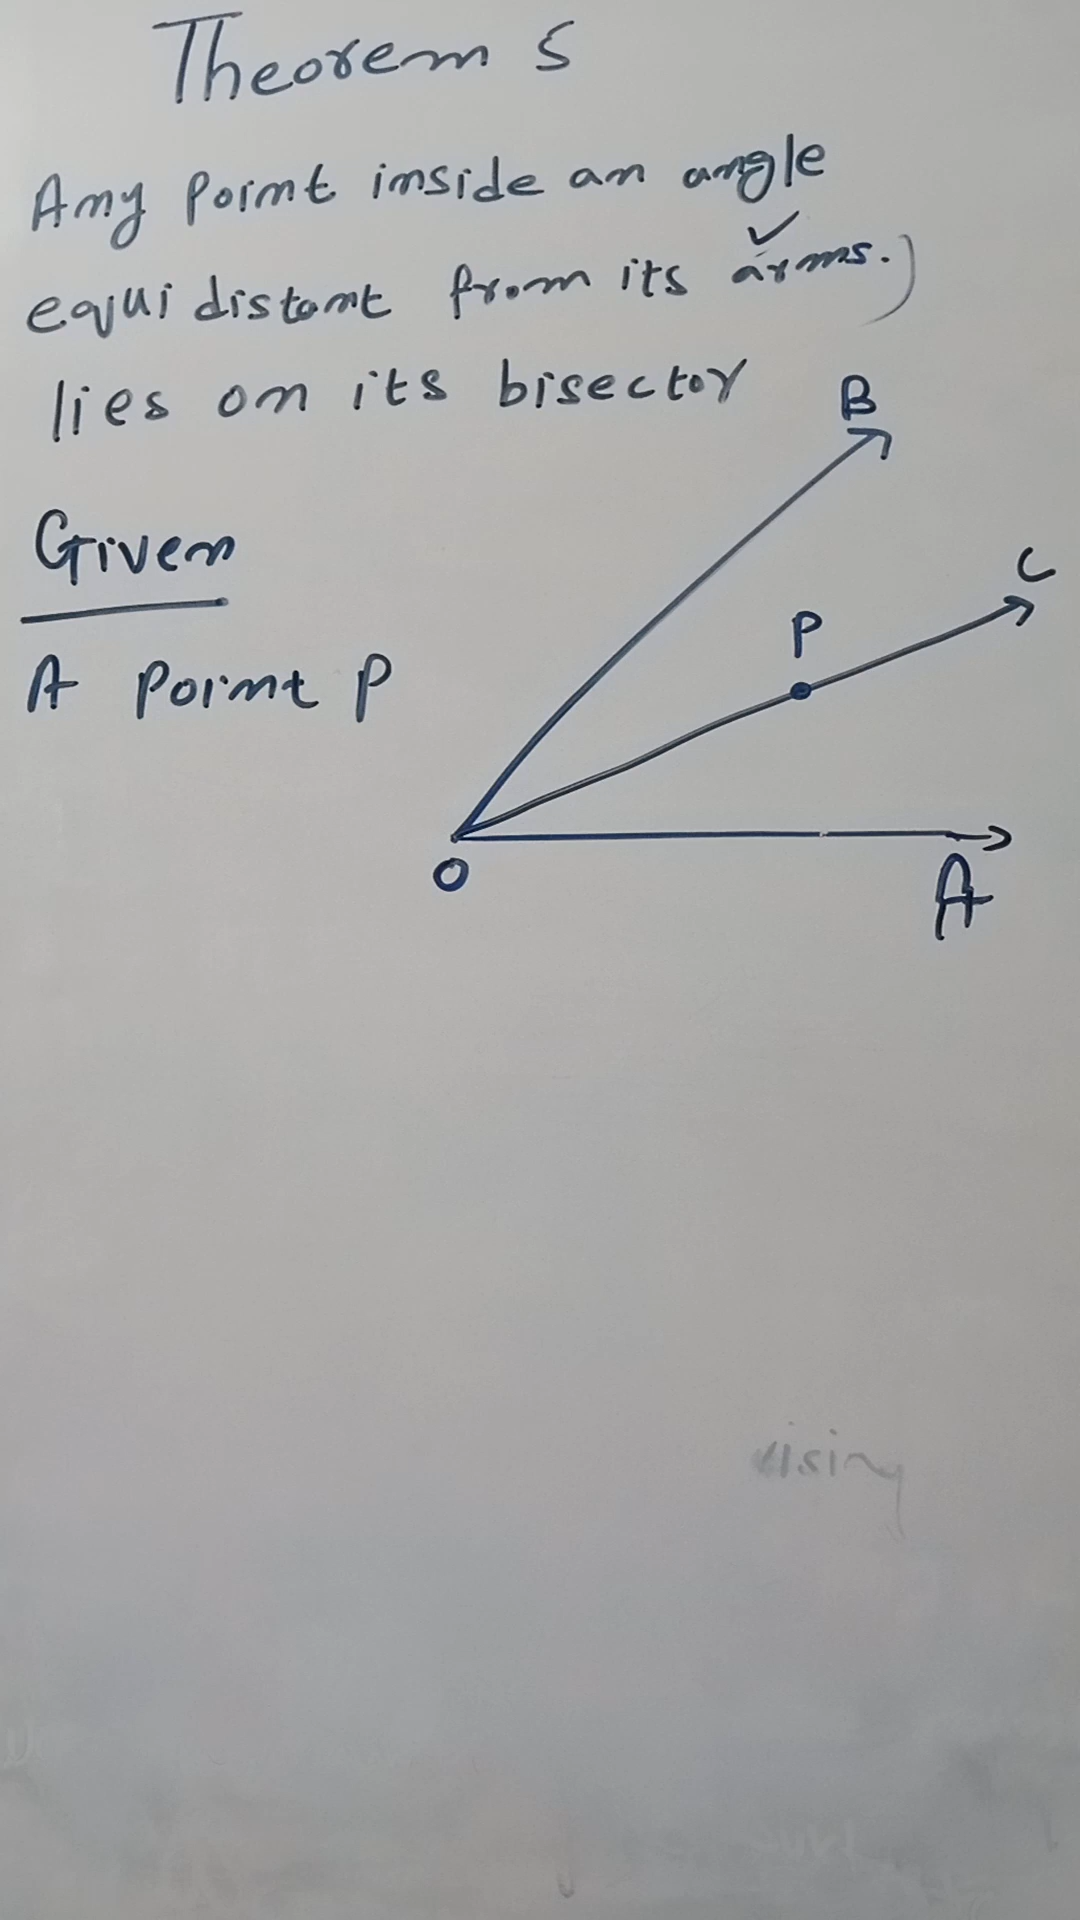 Theorem 5
Any point inside an angle
equidistant from its arms.)
lies on its bisector
B
Given
C
P
A point P
O
A